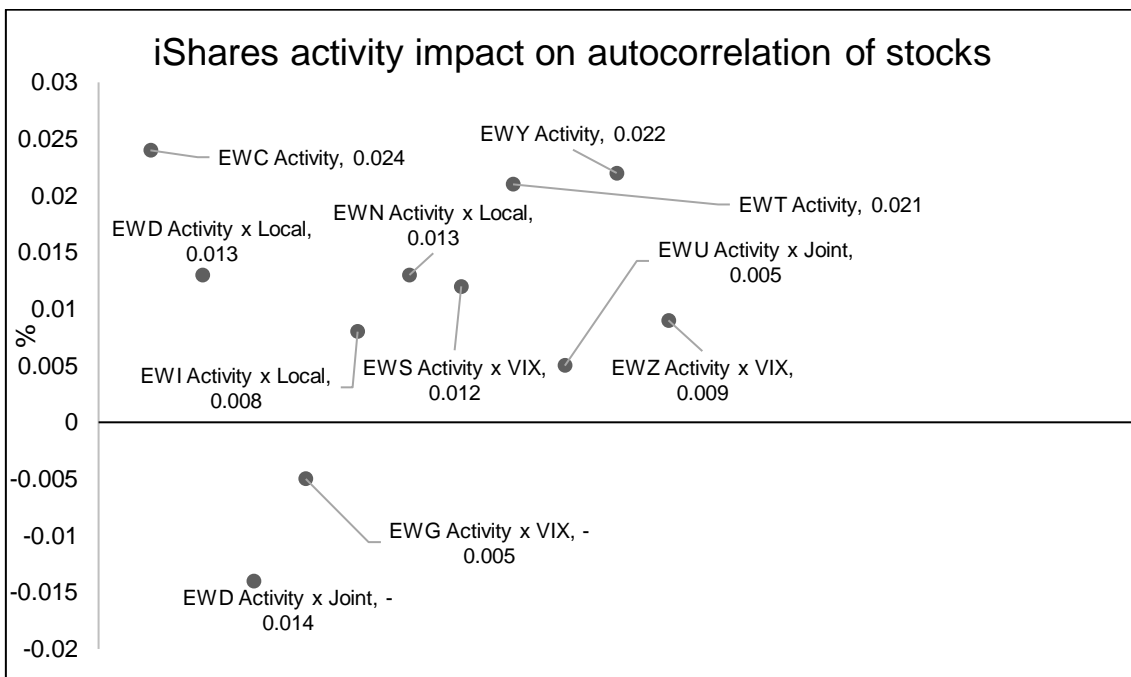 iShares activity impact on autocorrelation of stocks
0.03
0.025
0.02
0.015
0.01
0.005
0
-0.005
-0.01
-0.015
-0.02
%
EWC Activity, 0.024
EWY Activity, 0.022
EWT Activity, 0.021
EWD Activity x Local,
0.013
EWN Activity x Local,
0.013
EWU Activity x Joint,
0.005
EWI Activity x Local,
0.008
EWS Activity x VIX,
0.012
EWZ Activity x VIX,
0.009
EWG Activity x VIX, -
0.005
EWD Activity x Joint, -
0.014